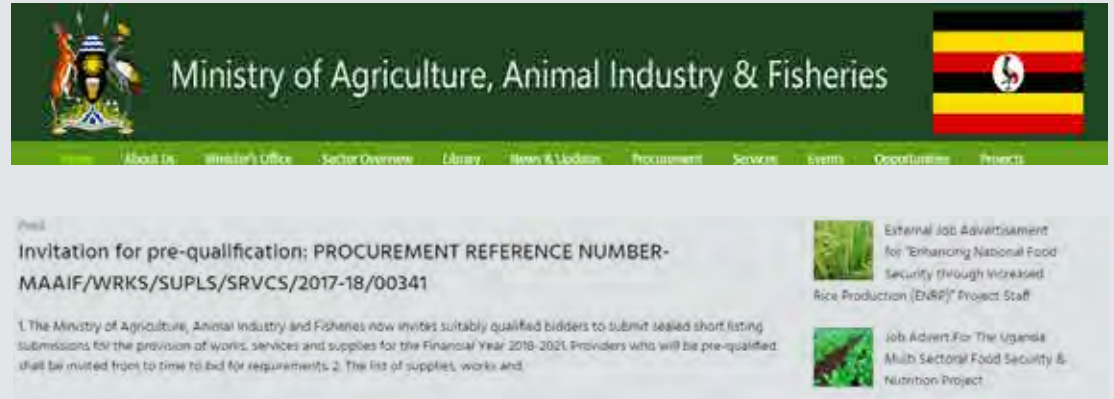 Ministry of Agriculture, Animal Industry & Fisheries
Home About Us Minister's Office Sector Overview Library News & Updates Procurement Services Events Opportunities Projects
Invitation for pre-qualification: PROCUREMENT REFERENCE NUMBER-
MAAIF/WRKS/SUPLS/SRVCS/2017-18/00341
1. The Ministry of Agriculture, Animal Industry and Fisheries now invites suitably qualified bidders to submit sealed short listing
submissions for the provision of works, services and supplies for the Financial Year 2018-2021. Providers who will be pre-qualified
shall be invited from to time to bid for requirements. 2. The list of supplies, works and
External Job Advertisement
for "Enhancing National Food
Security through Increased
Rice Production (ENRP)" Project Staff
Job Advert For The Uganda
Multi Sectoral Food Security &
Nutrition Project